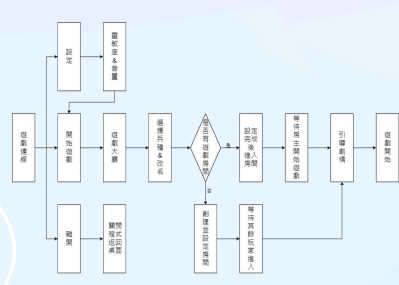 設定
靈敏度&音量
遊戲連線
開始遊戲
遊戲大廳
選擇兵種&改名
是否有遊戲房間
是
設定完成後進入房間
等待房主開始遊戲
引導劇情
遊戲開始
否
創建並設定房間
等待其餘玩家進入
離開
關閉程式返回桌面